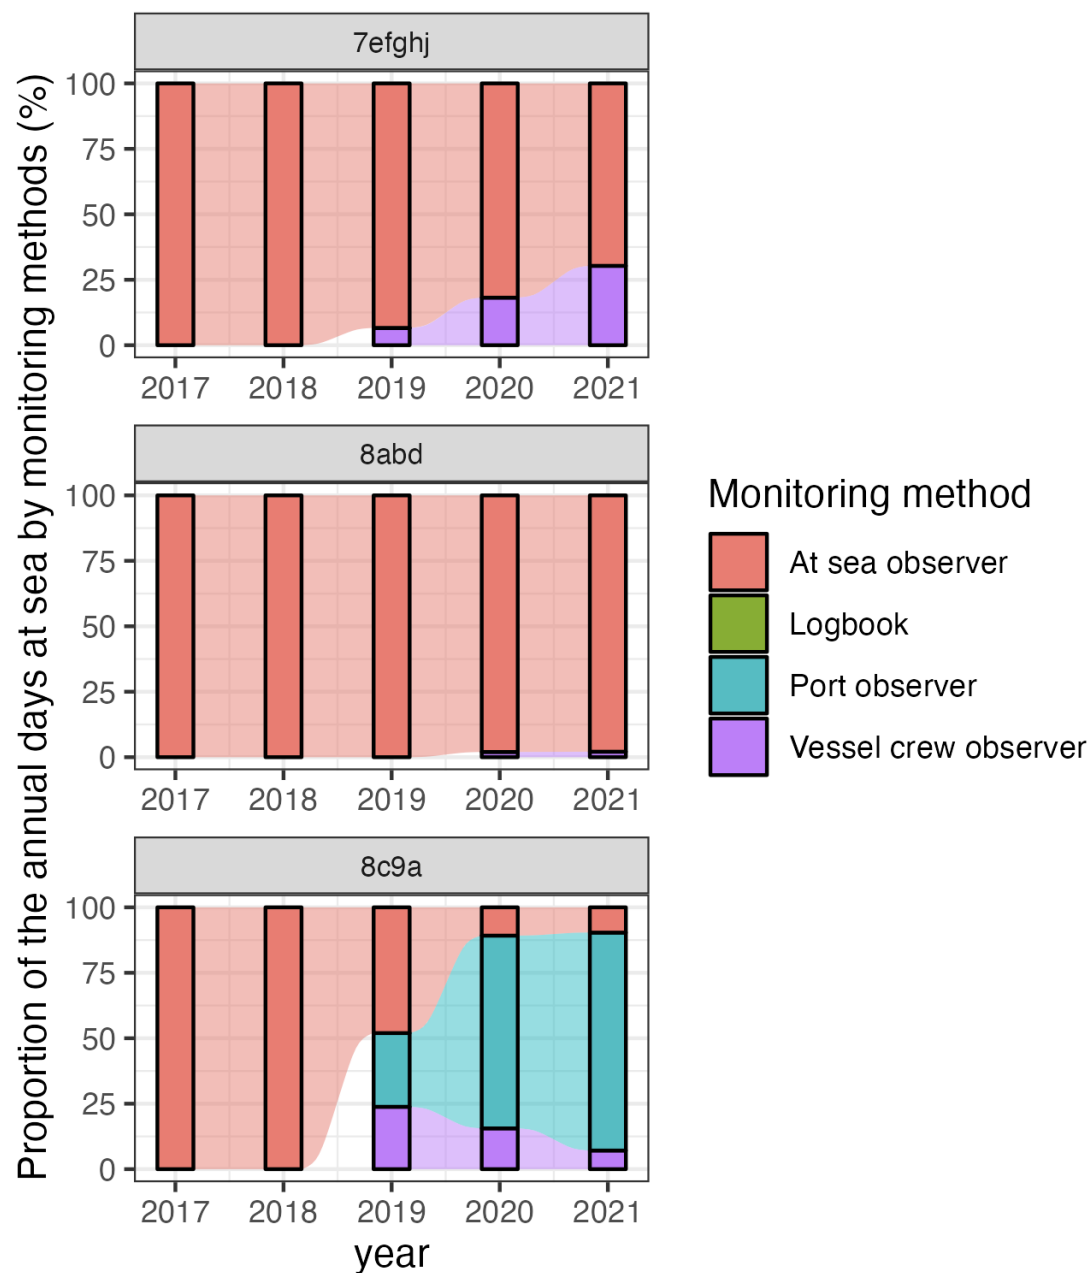 Proportion of the annual days at sea by monitoring methods (%)
7efghj
100
75
50
25
0
2017 2018 2019 2020 2021
8abd
100
75
50
25
0
2017 2018 2019 2020 2021
8c9a
100
75
50
25
0
2017 2018 2019 2020 2021
year
Monitoring method
At sea observer
Logbook
Port observer
Vessel crew observer